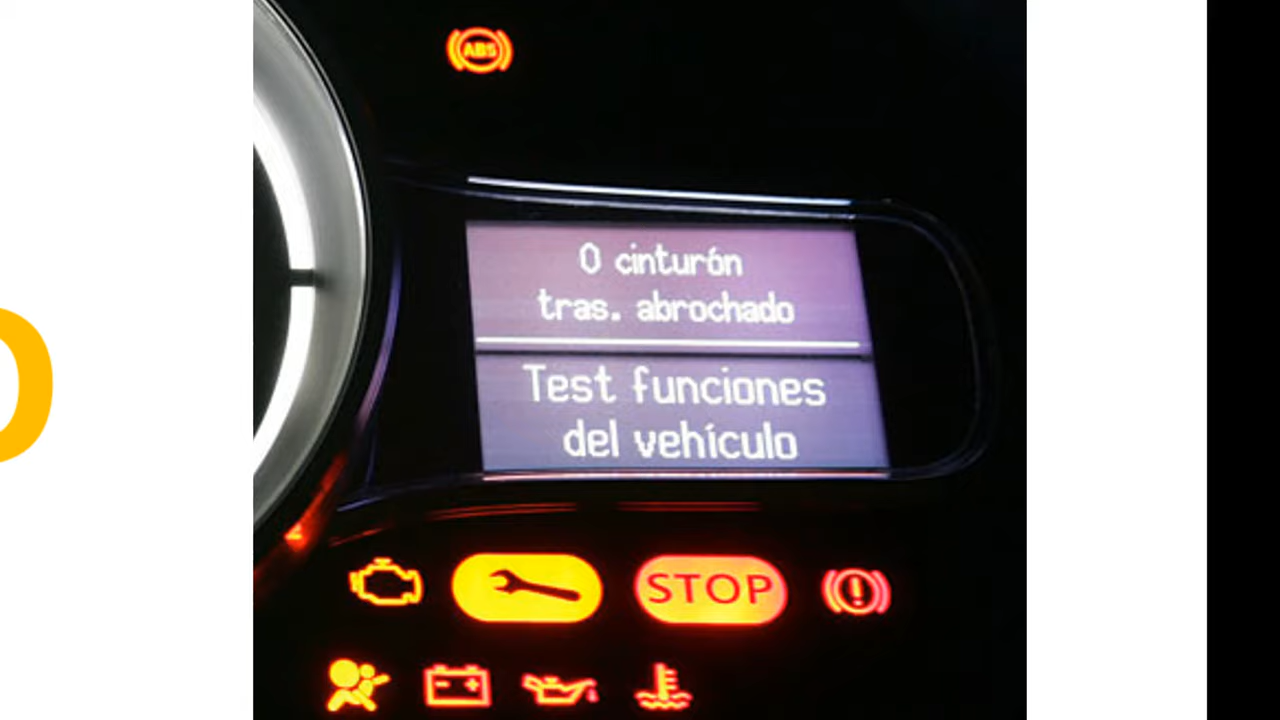 ABS
0 cinturón
tras. abrochado
Test funciones
del vehículo
STOP